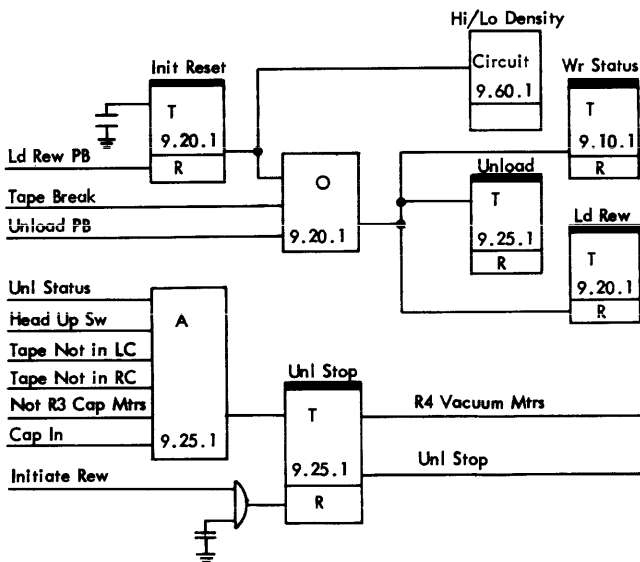 Hi/Lo Density
Circuit
9.60.1
Init Reset
T
9.20.1
R
Wr Status
T
9.10.1
R
Ld Rew PB
Tape Break
Unload PB
O
9.20.1
Unload
T
9.25.1
R
Ld Rew
T
9.20.1
R
Unl Status
Head Up Sw
Tape Not in LC
Tape Not in RC
Not R3 Cap Mtrs
Cap In
A
9.25.1
Unl Stop
T
9.25.1
R
R4 Vacuum Mtrs
Unl Stop
Initiate Rew